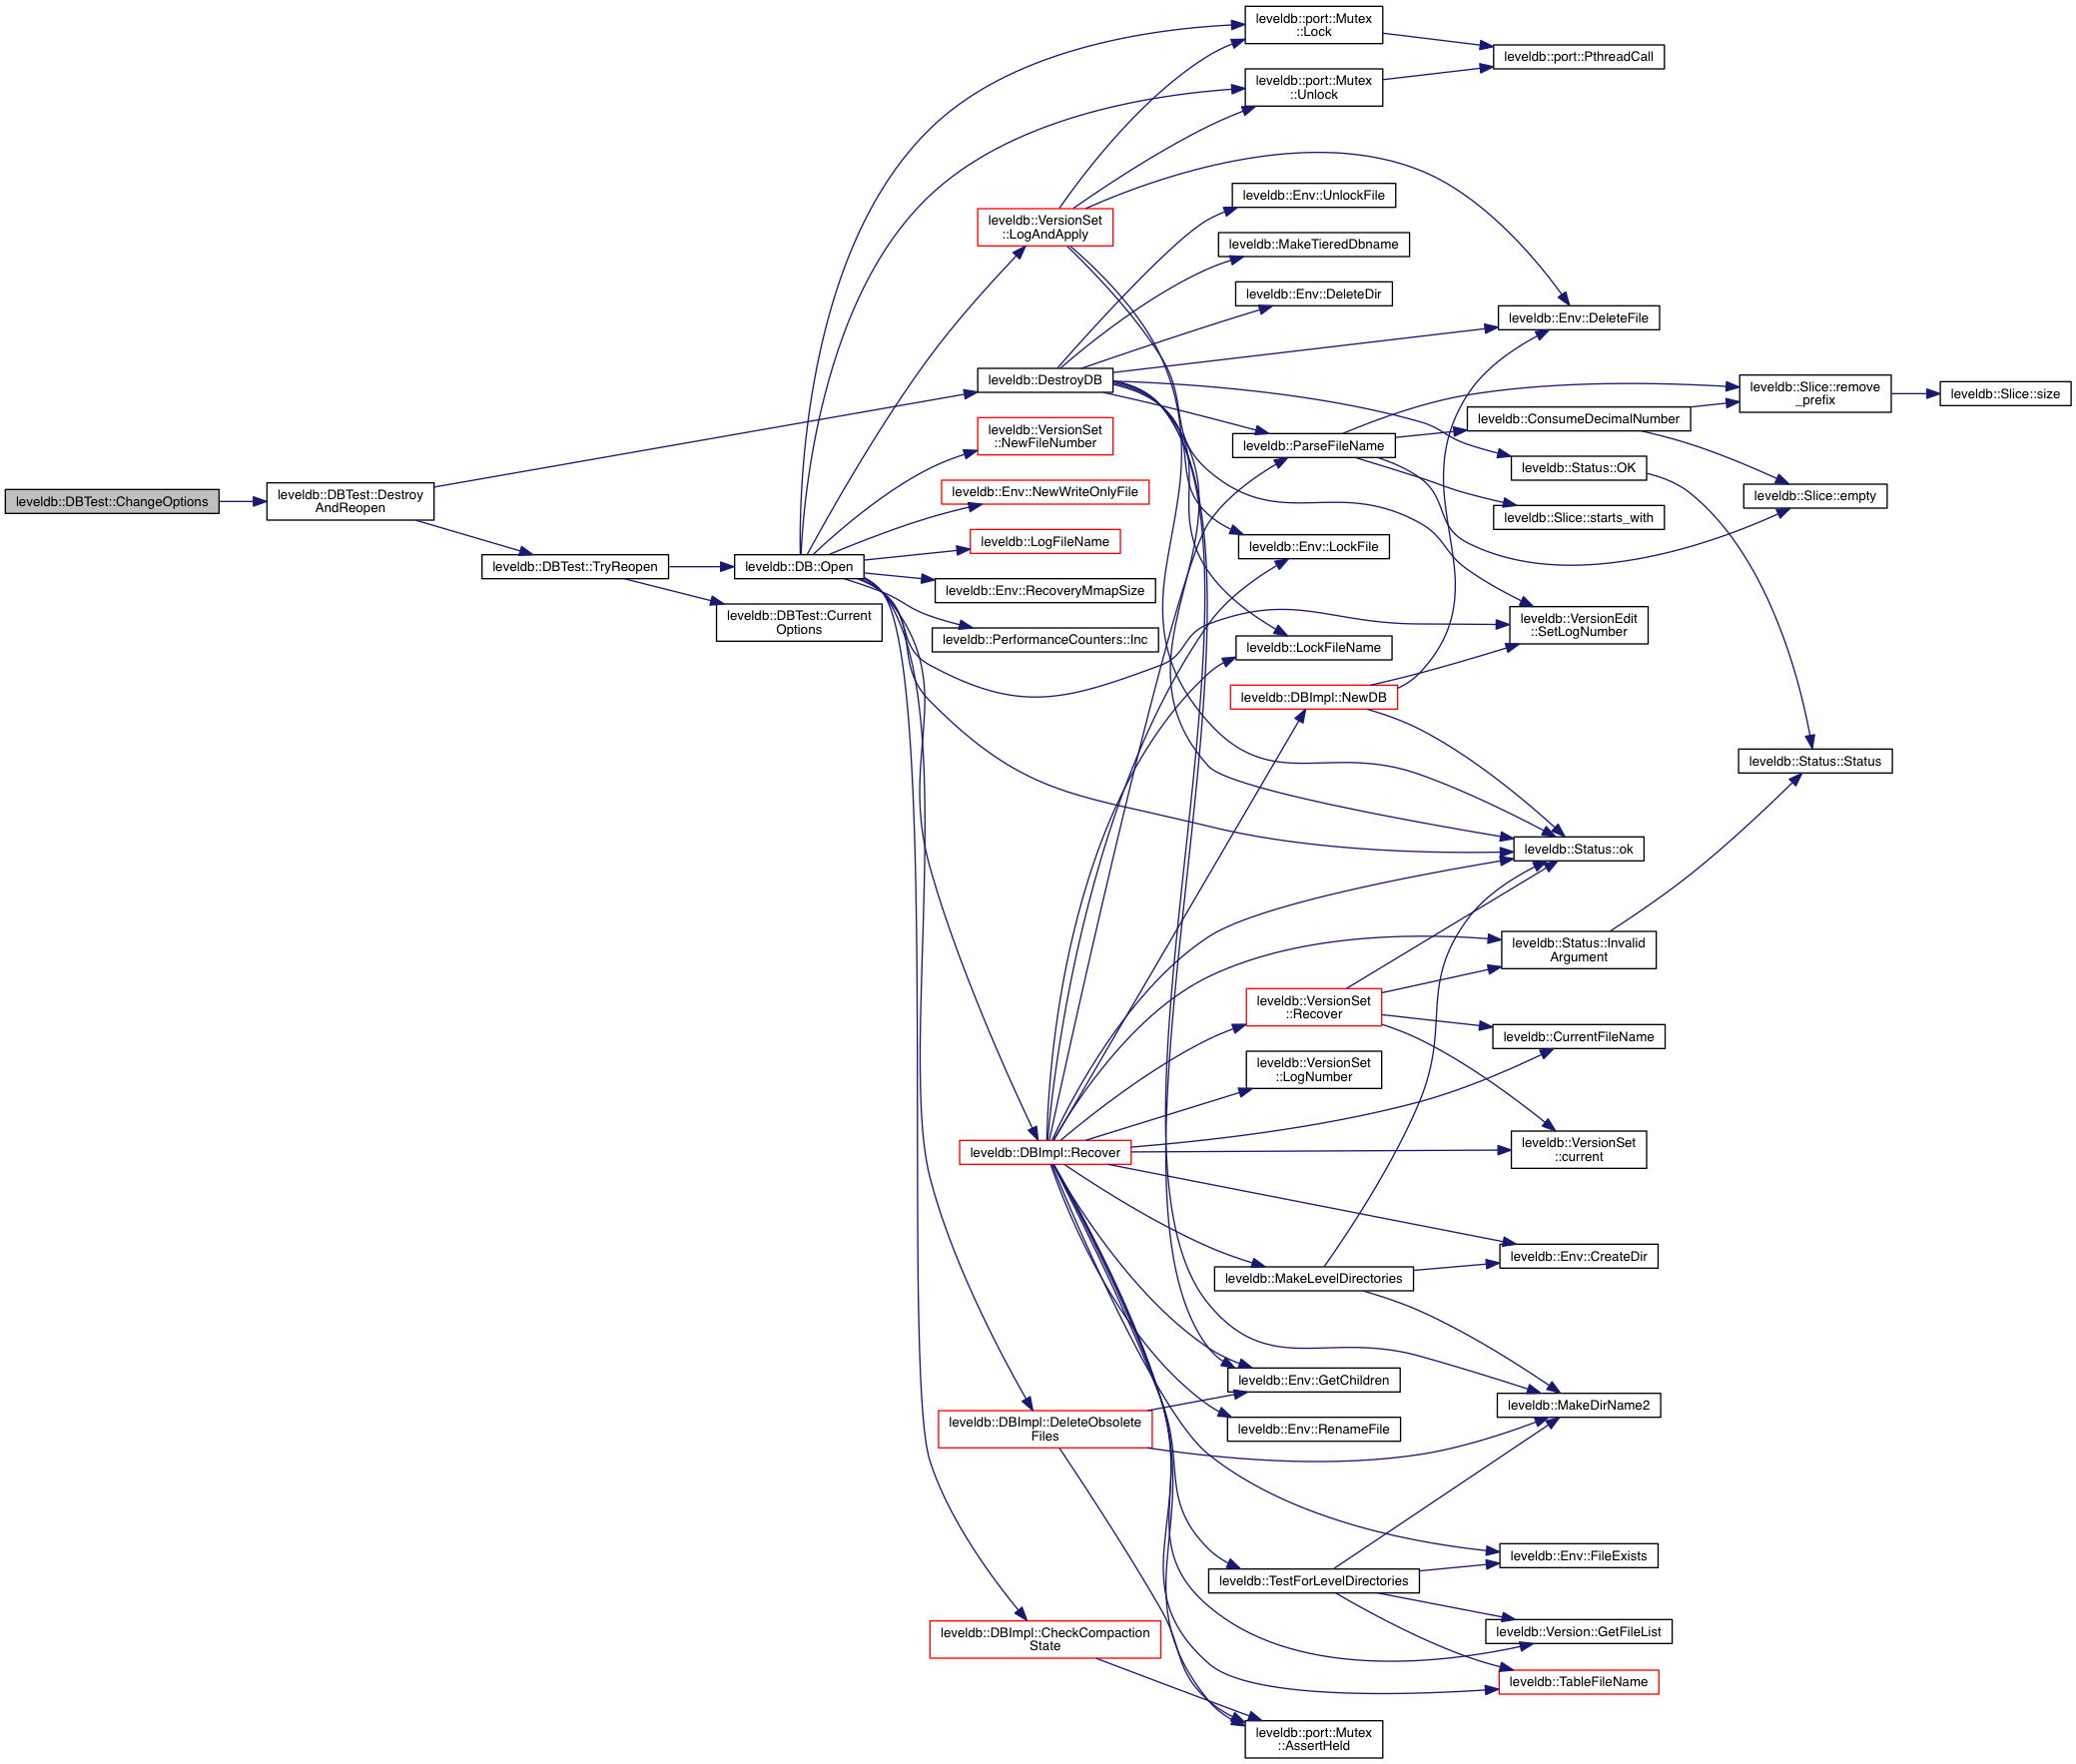 leveldb::DBTest::ChangeOptions
leveldb::DBTest::Destroy
AndReopen
leveldb::DBTest::TryReopen
leveldb::DB::Open
leveldb::DBTest::Current
Options
leveldb::VersionSet
::LogAndApply
leveldb::DestroyDB
leveldb::VersionSet
::NewFileNumber
leveldb::Env::NewWriteOnlyFile
leveldb::LogFileName
leveldb::Env::RecoveryMmapSize
leveldb::PerformanceCounters::Inc
leveldb::DBImpl::Recover
leveldb::DBImpl::DeleteObsolete
Files
leveldb::DBImpl::CheckCompaction
State
leveldb::port::Mutex
::Lock
leveldb::port::Mutex
::Unlock
leveldb::Env::UnlockFile
leveldb::MakeTieredDbname
leveldb::Env::DeleteDir
leveldb::ParseFileName
leveldb::Env::LockFile
leveldb::LockFileName
leveldb::DBImpl::NewDB
leveldb::VersionSet
::Recover
leveldb::VersionSet
::LogNumber
leveldb::MakeLevelDirectories
leveldb::Env::GetChildren
leveldb::Env::RenameFile
leveldb::TestForLevelDirectories
leveldb::port::Mutex
::AssertHeld
leveldb::port::PthreadCall
leveldb::Env::DeleteFile
leveldb::ConsumeDecimalNumber
leveldb::Status::OK
leveldb::Slice::starts_with
leveldb::VersionEdit
::SetLogNumber
leveldb::Status::ok
leveldb::Status::Invalid
Argument
leveldb::CurrentFileName
leveldb::VersionSet
::current
leveldb::Env::CreateDir
leveldb::MakeDirName2
leveldb::Env::FileExists
leveldb::Version::GetFileList
leveldb::TableFileName
leveldb::Slice::remove
_prefix
leveldb::Slice::empty
leveldb::Status::Status
leveldb::Slice::size